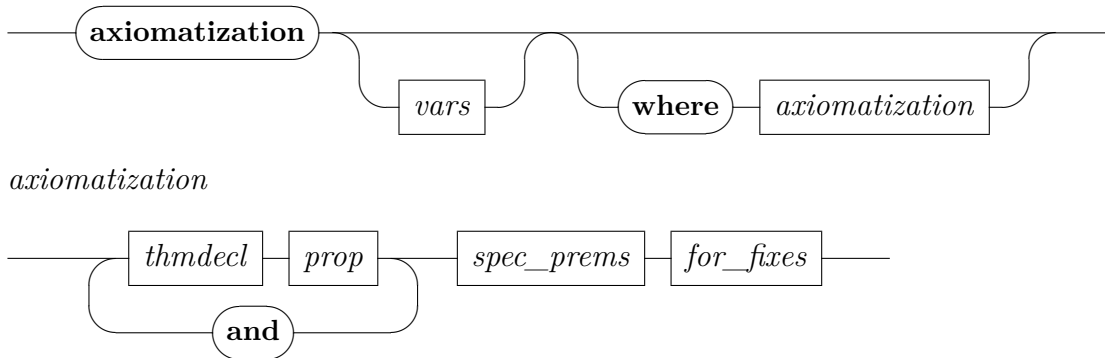 axiomatization
vars
where axiomatization
axiomatization
thmdecl prop spec_prems for_fixes
and